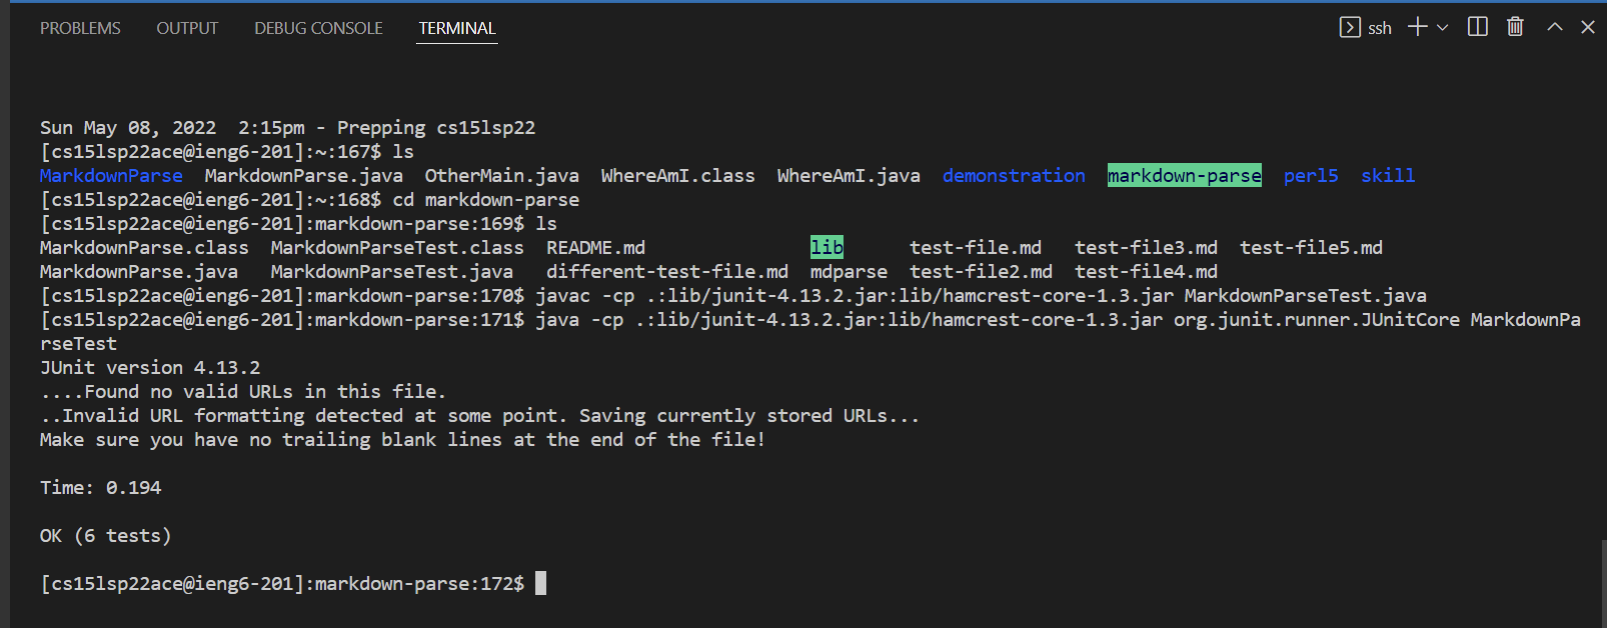 PROBLEMS OUTPUT DEBUG CONSOLE TERMINAL ssh
Sun May 08, 2022  2:15pm - Prepping cs15lsp22
[cs15lsp22ace@ieng6-201]:~:167$ ls
MarkdownParse  MarkdownParse.java  OtherMain.java  WhereAmI.class  WhereAmI.java  demonstration  markdown-parse  perl5  skill
[cs15lsp22ace@ieng6-201]:~:168$ cd markdown-parse
[cs15lsp22ace@ieng6-201]:markdown-parse:169$ ls
MarkdownParse.class  MarkdownParseTest.class  README.md               lib      test-file.md   test-file3.md  test-file5.md
MarkdownParse.java   MarkdownParseTest.java   different-test-file.md  mdparse  test-file2.md  test-file4.md
[cs15lsp22ace@ieng6-201]:markdown-parse:170$ javac -cp .:lib/junit-4.13.2.jar:lib/hamcrest-core-1.3.jar MarkdownParseTest.java
[cs15lsp22ace@ieng6-201]:markdown-parse:171$ java -cp .:lib/junit-4.13.2.jar:lib/hamcrest-core-1.3.jar org.junit.runner.JUnitCore MarkdownPa
rseTest
JUnit version 4.13.2
....Found no valid URLs in this file.
..Invalid URL formatting detected at some point. Saving currently stored URLs...
Make sure you have no trailing blank lines at the end of the file!
Time: 0.194
OK (6 tests)
[cs15lsp22ace@ieng6-201]:markdown-parse:172$